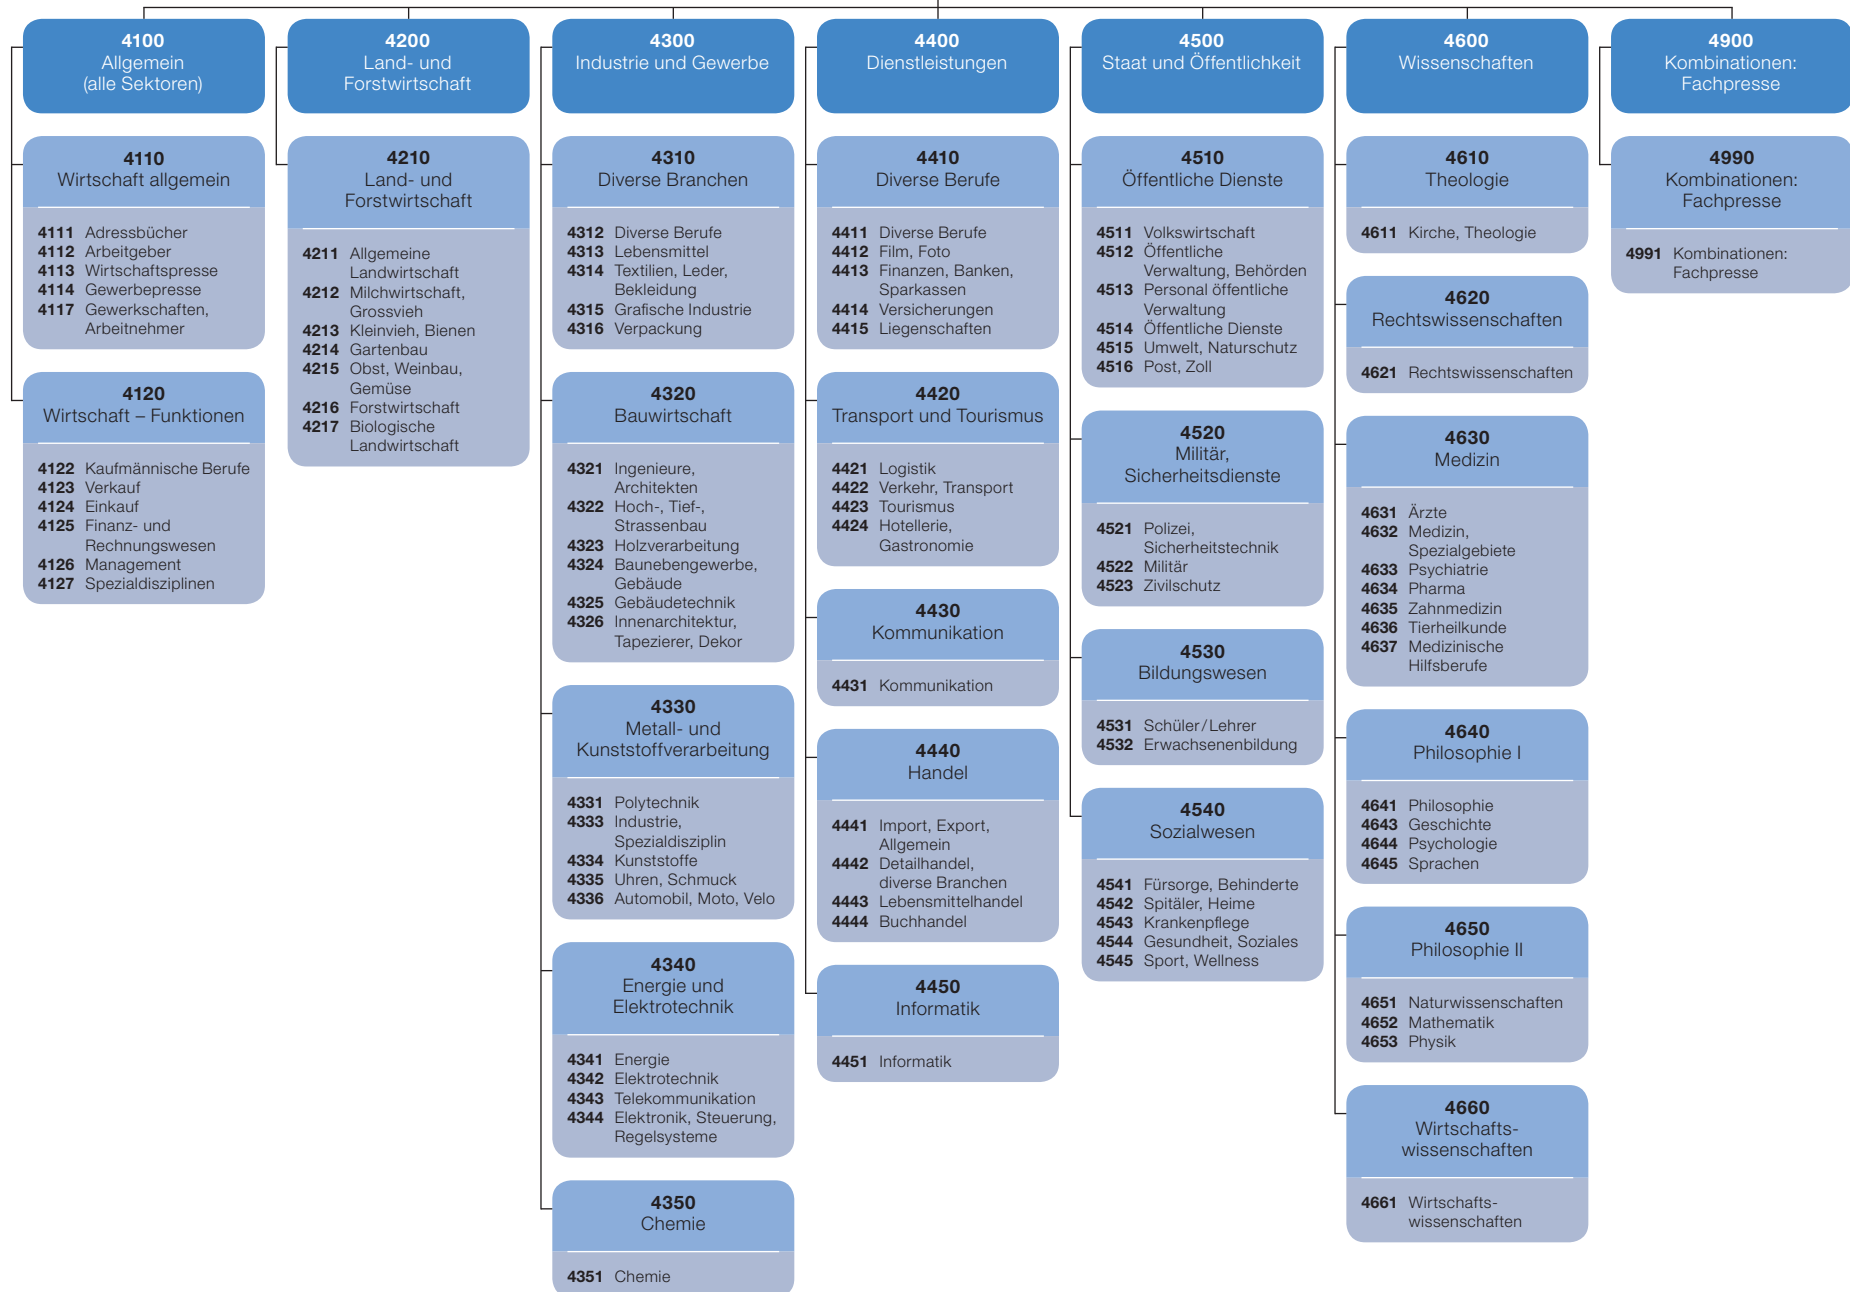 4100
Allgemein
(alle Sektoren)
4110
Wirtschaft allgemein
4111 Adressbücher
4112 Arbeitgeber
4113 Wirtschaftspresse
4114 Gewerbepresse
4117 Gewerkschaften,
Arbeitnehmer
4120
Wirtschaft – Funktionen
4122 Kaufmännische Berufe
4123 Verkauf
4124 Einkauf
4125 Finanz- und
Rechnungswesen
4126 Management
4127 Spezialdisziplinen
4200
Land- und
Forstwirtschaft
4210
Land- und
Forstwirtschaft
4211 Allgemeine
Landwirtschaft
4212 Milchwirtschaft,
Grossvieh
4213 Kleinvieh, Bienen
4214 Gartenbau
4215 Obst, Weinbau,
Gemüse
4216 Forstwirtschaft
4217 Biologische
Landwirtschaft
4300
Industrie und Gewerbe
4310
Diverse Branchen
4312 Diverse Berufe
4313 Lebensmittel
4314 Textilien, Leder,
Bekleidung
4315 Grafische Industrie
4316 Verpackung
4320
Bauwirtschaft
4321 Ingenieure,
Architekten
4322 Hoch-, Tief-,
Strassenbau
4323 Holzverarbeitung
4324 Baunebengewerbe,
Gebäude
4325 Gebäudetechnik
4326 Innenarchitektur,
Tapezierer, Dekor
4330
Metall- und
Kunststoffverarbeitung
4331 Polytechnik
4333 Industrie,
Spezialdisziplin
4334 Kunststoffe
4335 Uhren, Schmuck
4336 Automobil, Moto, Velo
4340
Energie und
Elektrotechnik
4341 Energie
4342 Elektrotechnik
4343 Telekommunikation
4344 Elektronik, Steuerung,
Regelsysteme
4350
Chemie
4351 Chemie
4400
Dienstleistungen
4410
Diverse Berufe
4411 Diverse Berufe
4412 Film, Foto
4413 Finanzen, Banken,
Sparkassen
4414 Versicherungen
4415 Liegenschaften
4420
Transport und Tourismus
4421 Logistik
4422 Verkehr, Transport
4423 Tourismus
4424 Hotellerie,
Gastronomie
4430
Kommunikation
4431 Kommunikation
4440
Handel
4441 Import, Export,
Allgemein
4442 Detailhandel,
diverse Branchen
4443 Lebensmittelhandel
4444 Buchhandel
4450
Informatik
4451 Informatik
4500
Staat und Öffentlichkeit
4510
Öffentliche Dienste
4511 Volkswirtschaft
4512 Öffentliche
Verwaltung, Behörden
4513 Personal öffentliche
Verwaltung
4514 Öffentliche Dienste
4515 Umwelt, Naturschutz
4516 Post, Zoll
4520
Militär,
Sicherheitsdienste
4521 Polizei,
Sicherheitstechnik
4522 Militär
4523 Zivilschutz
4530
Bildungswesen
4531 Schüler/Lehrer
4532 Erwachsenenbildung
4540
Sozialwesen
4541 Fürsorge, Behinderte
4542 Spitäler, Heime
4543 Krankenpflege
4544 Gesundheit, Soziales
4545 Sport, Wellness
4600
Wissenschaften
4610
Theologie
4611 Kirche, Theologie
4620
Rechtswissenschaften
4621 Rechtswissenschaften
4630
Medizin
4631 Ärzte
4632 Medizin,
Spezialgebiete
4633 Psychiatrie
4634 Pharma
4635 Zahnmedizin
4636 Tierheilkunde
4637 Medizinische
Hilfsberufe
4640
Philosophie I
4641 Philosophie
4643 Geschichte
4644 Psychologie
4645 Sprachen
4650
Philosophie II
4651 Naturwissenschaften
4652 Mathematik
4653 Physik
4660
Wirtschafts-
wissenschaften
4661 Wirtschafts-
wissenschaften
4900
Kombinationen:
Fachpresse
4990
Kombinationen:
Fachpresse
4991 Kombinationen:
Fachpresse